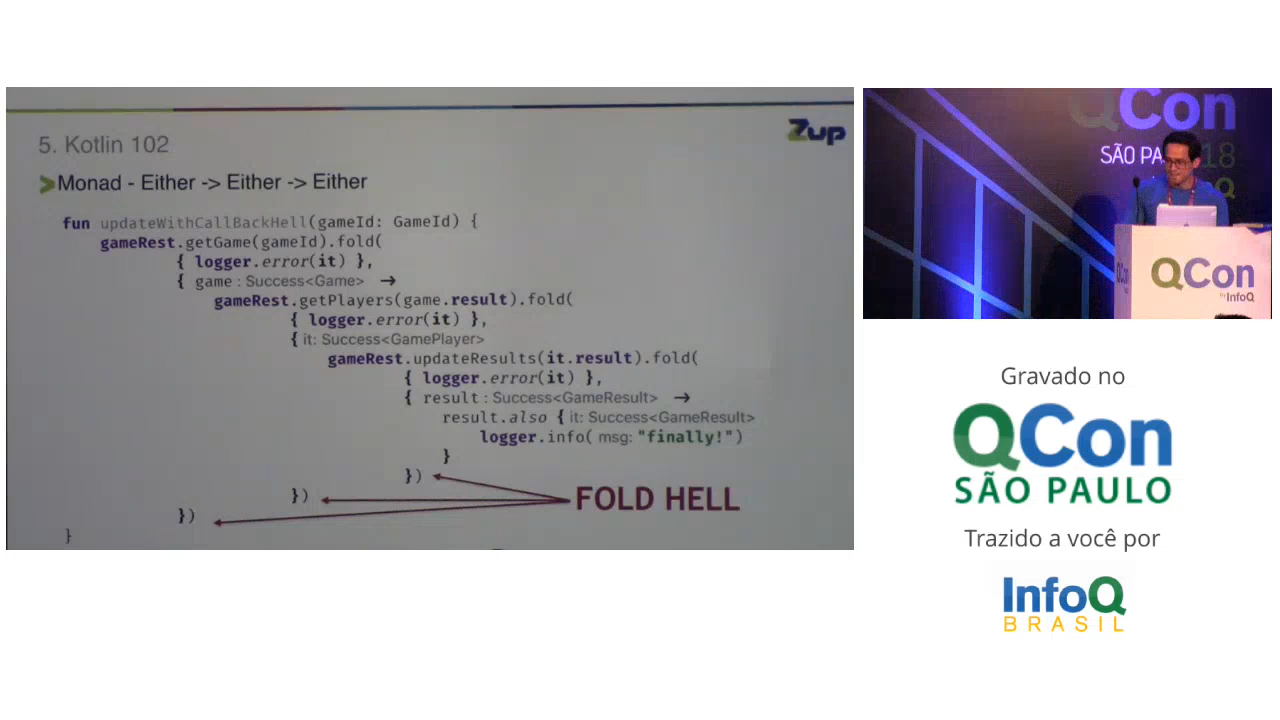 5. Kotlin 102
Zup
Monad - Either -> Either -> Either
fun updateWithCallBackHell(gameId: GameId) {
gameRest.getGame(gameId).fold(
{ logger.error(it) },
{ game : Success<Game> →
gameRest.getPlayers(game.result).fold(
{ logger.error(it) },
{ it: Success<GamePlayer>
gameRest.updateResults(it.result).fold(
{ logger.error(it) },
{ result : Success<GameResult> →
result.also { it: Success<GameResult>
logger.info( msg: "finally!")
}
})
})
})
}
FOLD HELL
QCon
SÃO PA 18
QCon
by InfoQ
Gravado no
QCon
SÃO PAULO
Trazido a você por
InfoQ
BRASIL